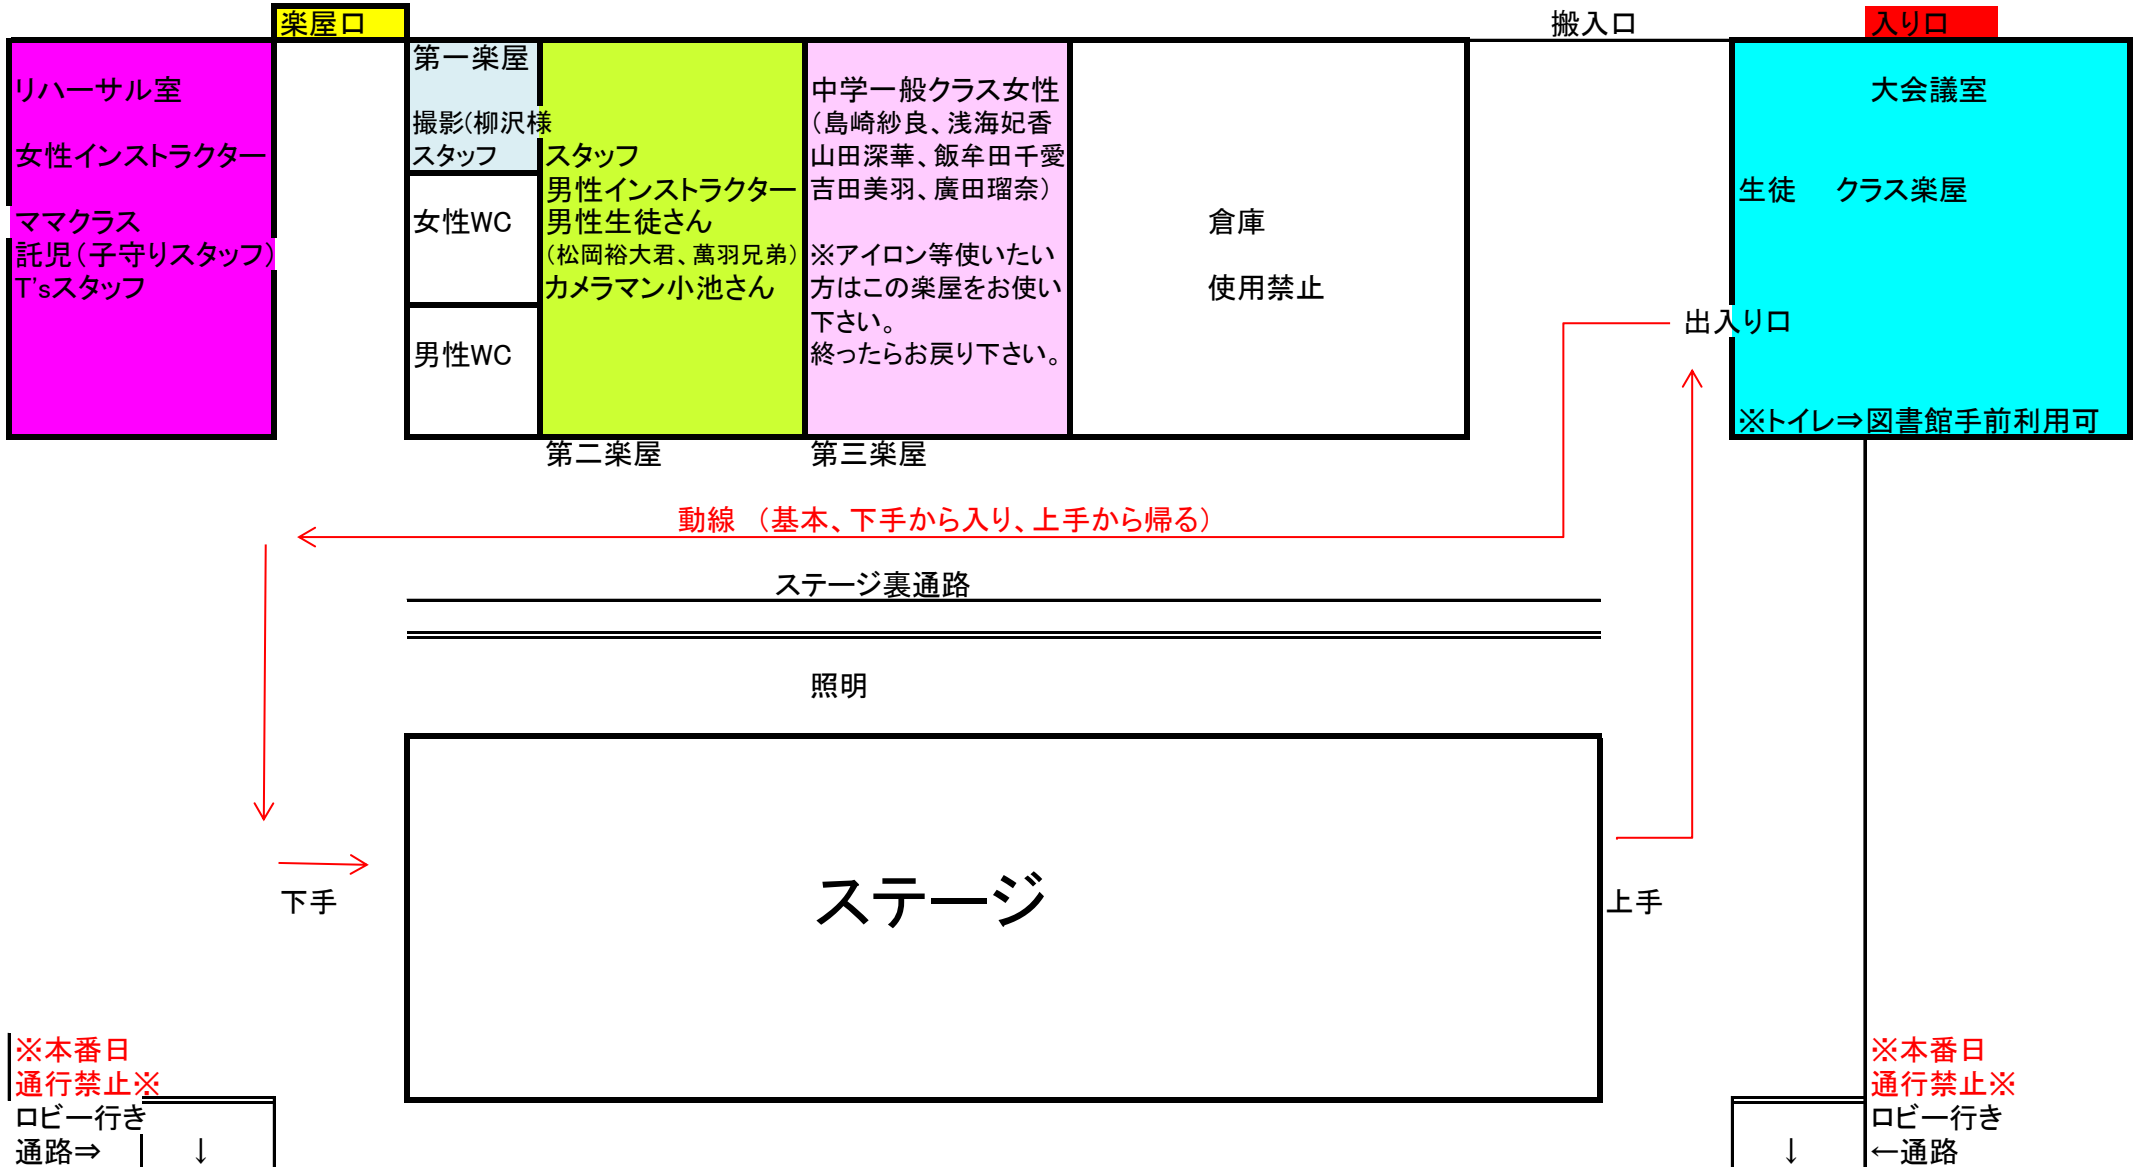 楽屋口
搬入口
入り口
リハーサル室
女性インストラクター
ママクラス
託児（子守りスタッフ）
T'sスタッフ
第一楽屋
撮影(柳沢様
スタッフ
女性WC
男性WC
スタッフ
男性インストラクター
男性生徒さん
(松岡裕大君、萬羽兄弟)
カメラマン小池さん
第二楽屋
中学一般クラス女性
（島崎紗良、浅海妃香
山田深華、飯牟田千愛
吉田美羽、廣田瑠奈）
※アイロン等使いたい
方はこの楽屋をお使い
下さい。
終ったらお戻り下さい。
第三楽屋
倉庫
使用禁止
大会議室
生徒　クラス楽屋
出入り口
※トイレ⇒図書館手前利用可
動線　（基本、下手から入り、上手から帰る）
ステージ裏通路
照明
ステージ
下手
上手
※本番日
通行禁止※
ロビー行き
通路⇒　↓
※本番日
通行禁止※
ロビー行き
↓　←通路